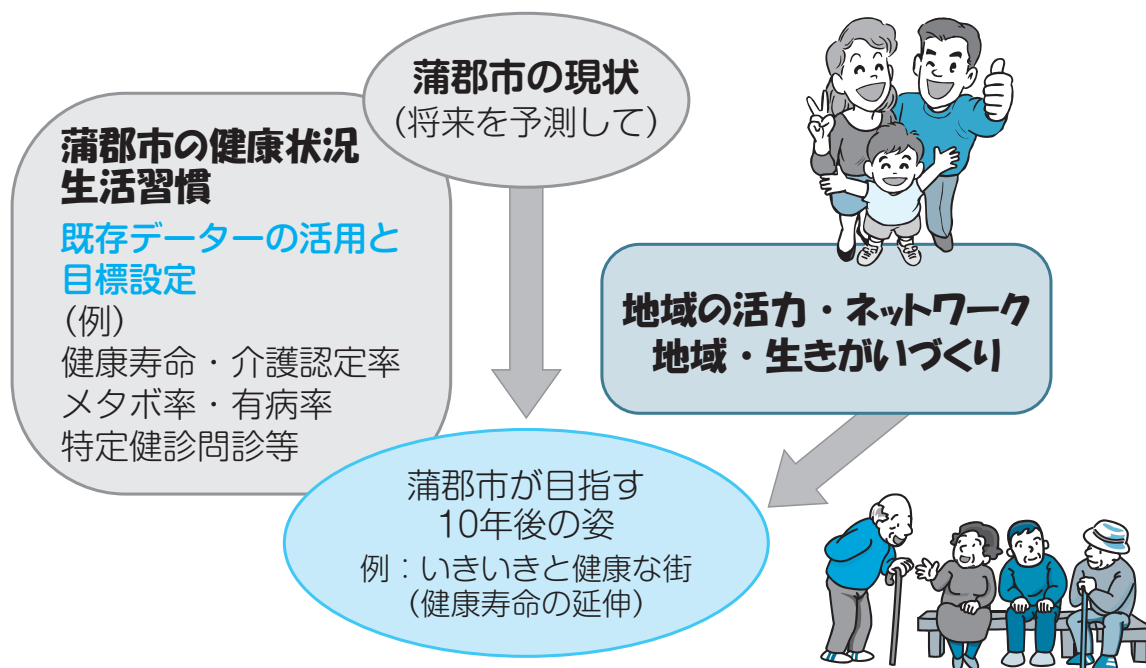 蒲郡市の現状
(将来を予測して)
蒲郡市の健康状況
生活習慣
既存データーの活用と
目標設定
(例)
健康寿命・介護認定率
メタボ率・有病率
特定健診問診等
地域の活力・ネットワーク
地域・生きがいづくり
蒲郡市が目指す
10年後の姿
例：いきいきと健康な街
(健康寿命の延伸)